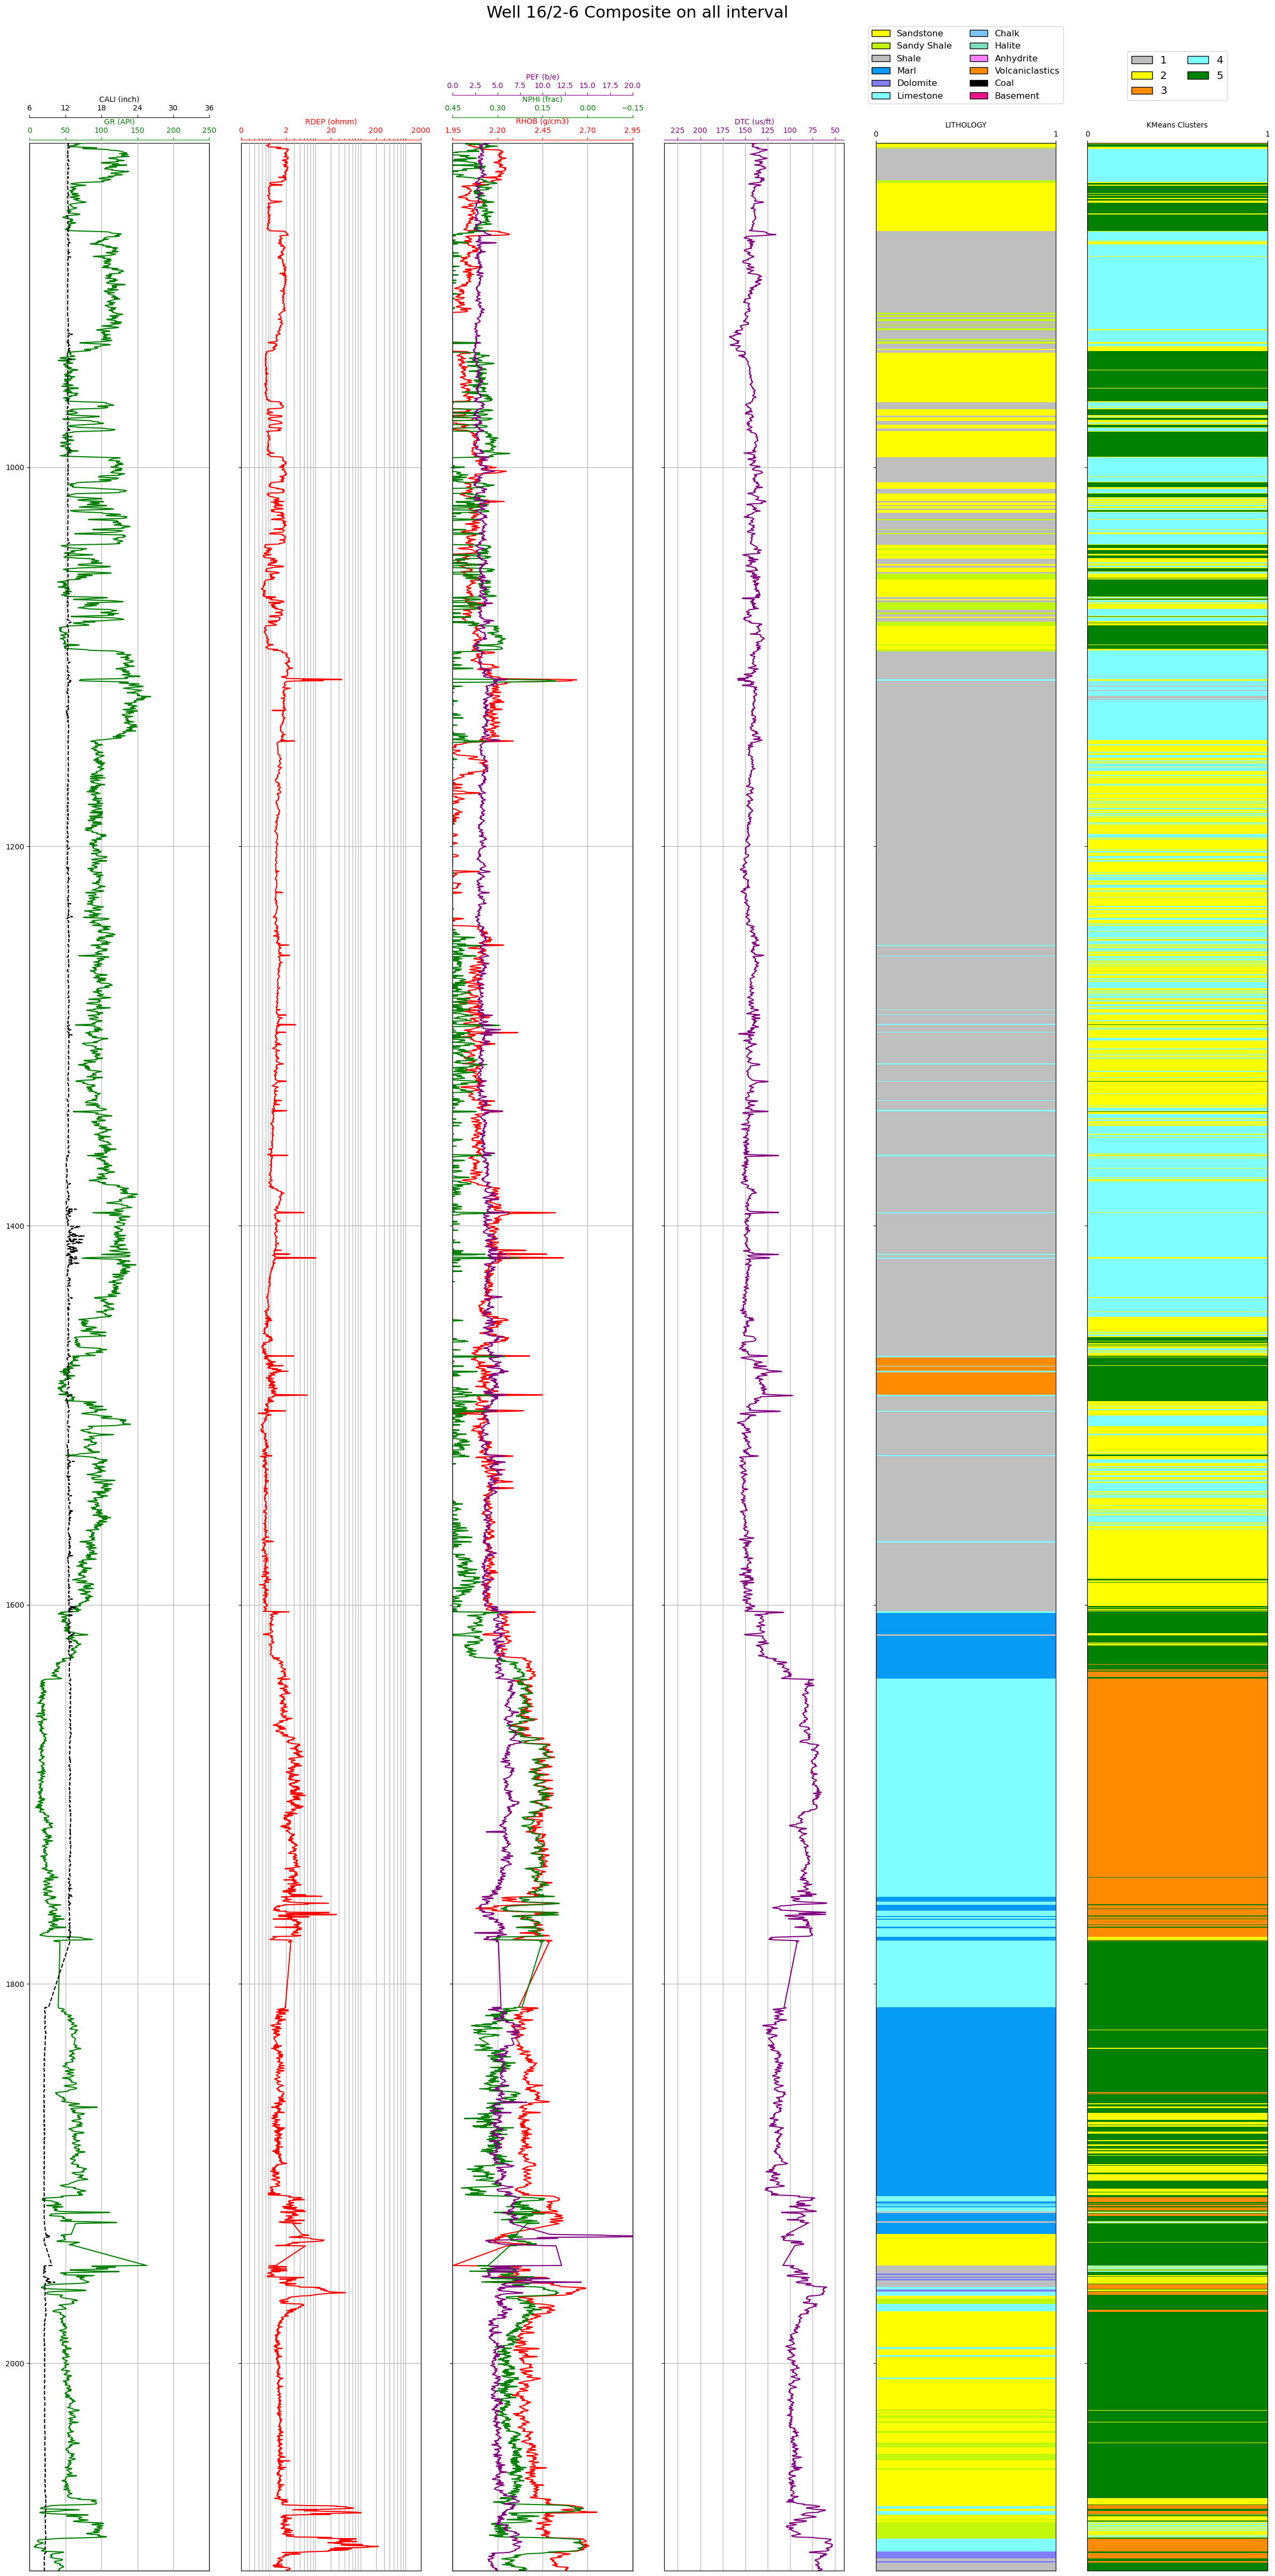 Well 16/2-6 Composite on all interval
Sandstone Chalk
Sandy Shale Halite
Shale Anhydrite
Marl Volcaniclastics
Dolomite Coal
Limestone Basement
1 4
2 5
3
PEF (b/e)
0.0 2.5 5.0 7.5 10.0 12.5 15.0 17.5 20.0
CALI (inch) NPHI (frac)
6 12 18 24 30 36 0.45 0.30 0.15 0.00 −0.15
GR (API) RDEP (ohmm) RHOB (g/cm3) DTC (us/ft) LITHOLOGY KMeans Clusters
0 50 100 150 200 250 0 2 20 200 2000 1.95 2.20 2.45 2.70 2.95 225 200 175 150 125 100 75 50 0 1 0 1
1000
1200
1400
1600
1800
2000